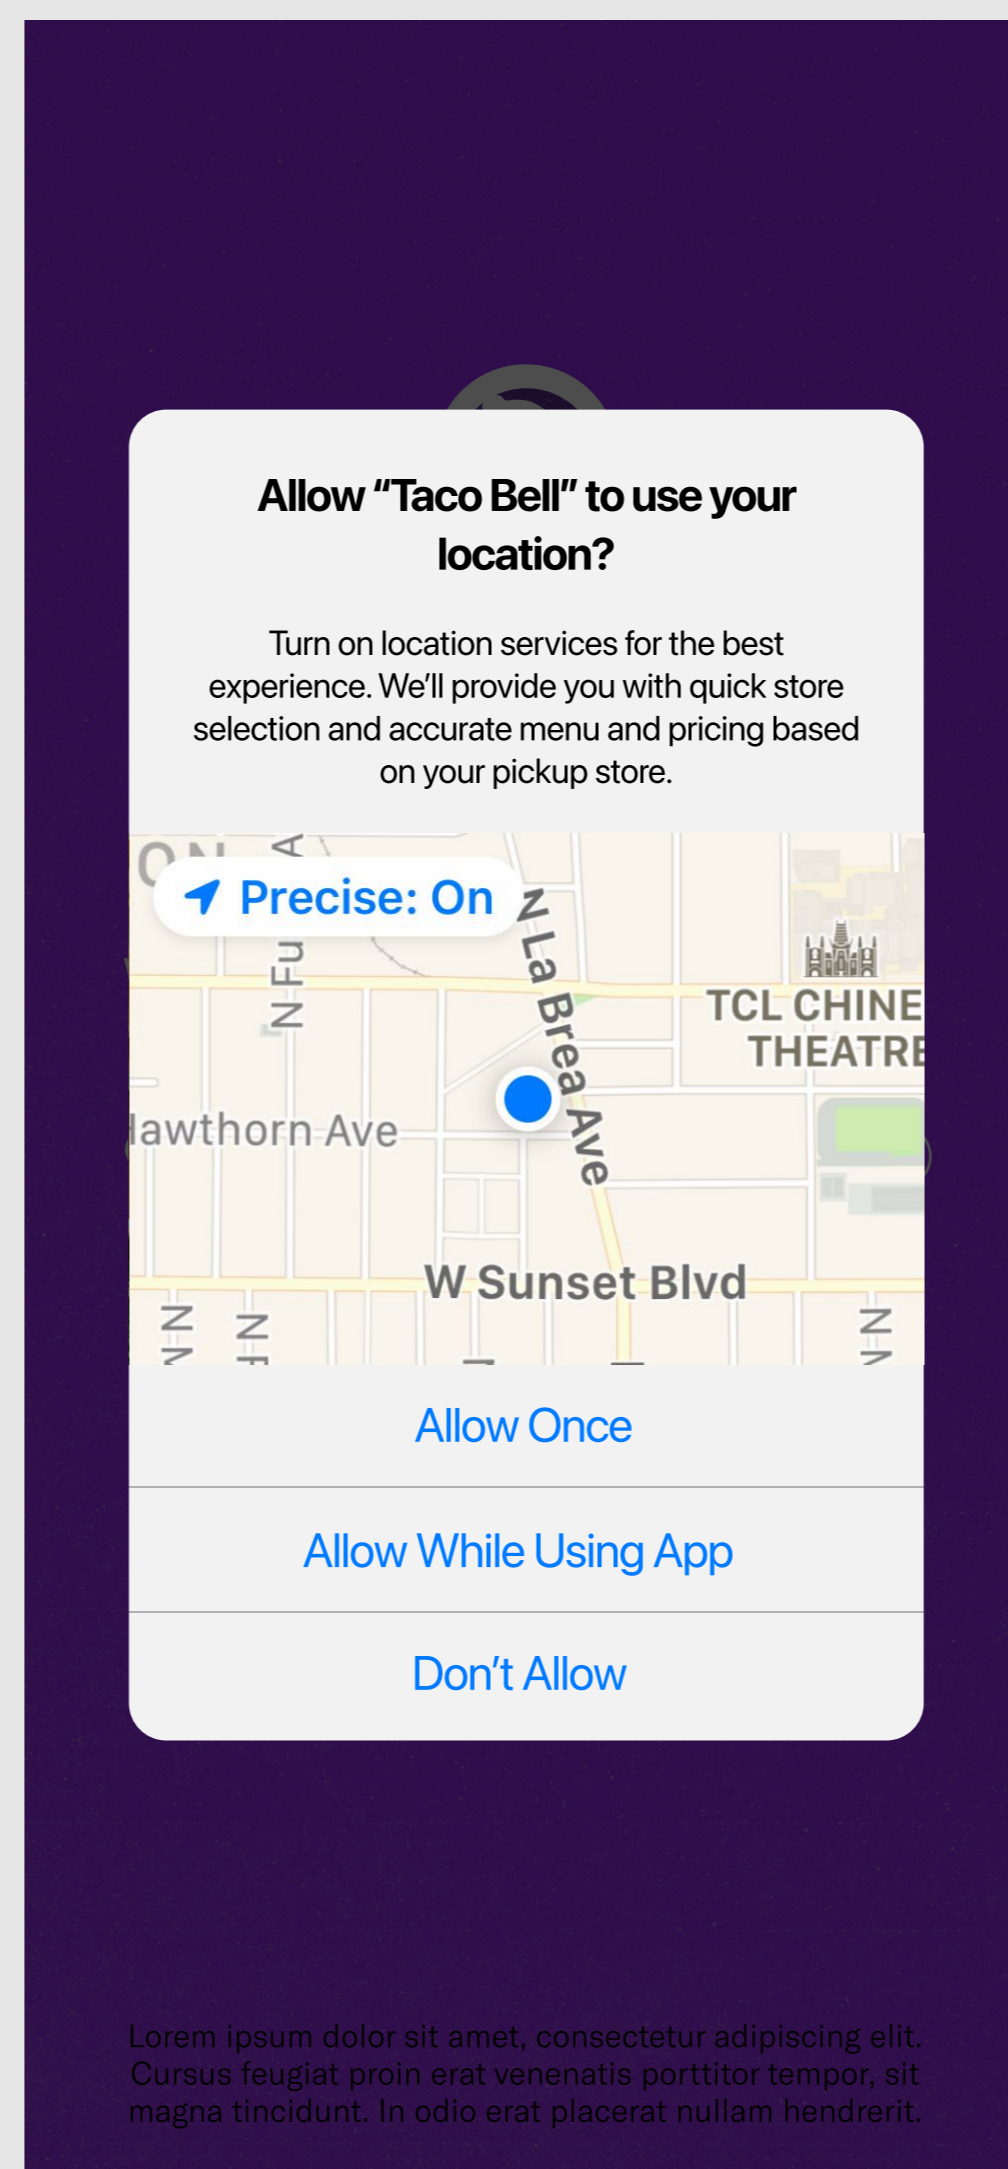 Allow “Taco Bell” to use your
location?
Turn on location services for the best
experience. We’ll provide you with quick store
selection and accurate menu and pricing based
on your pickup store.
Precise: On
N La Brea Ave
N Fu
TCL CHINE
THEATRE
Hawthorn Ave
W Sunset Blvd
Allow Once
Allow While Using App
Don’t Allow
Lorem ipsum dolor sit amet, consectetur adipiscing elit.
Cursus feugiat proin erat venenatis porttitor tempor, sit
magna tincidunt. In odio erat placerat nullam hendrerit.